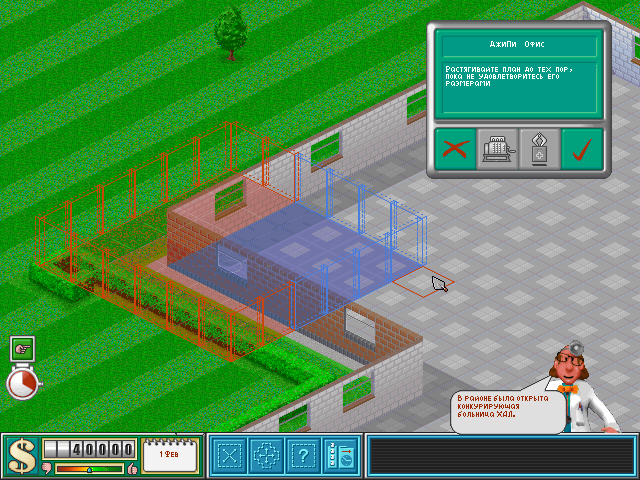 АжиПи Офис
Растягивайте план до тех пор,
пока не удовлетворитесь его
размерами
В районе была открыта
конкурирующая
больница ХАЛ.
$ 40000
1 Фев
?